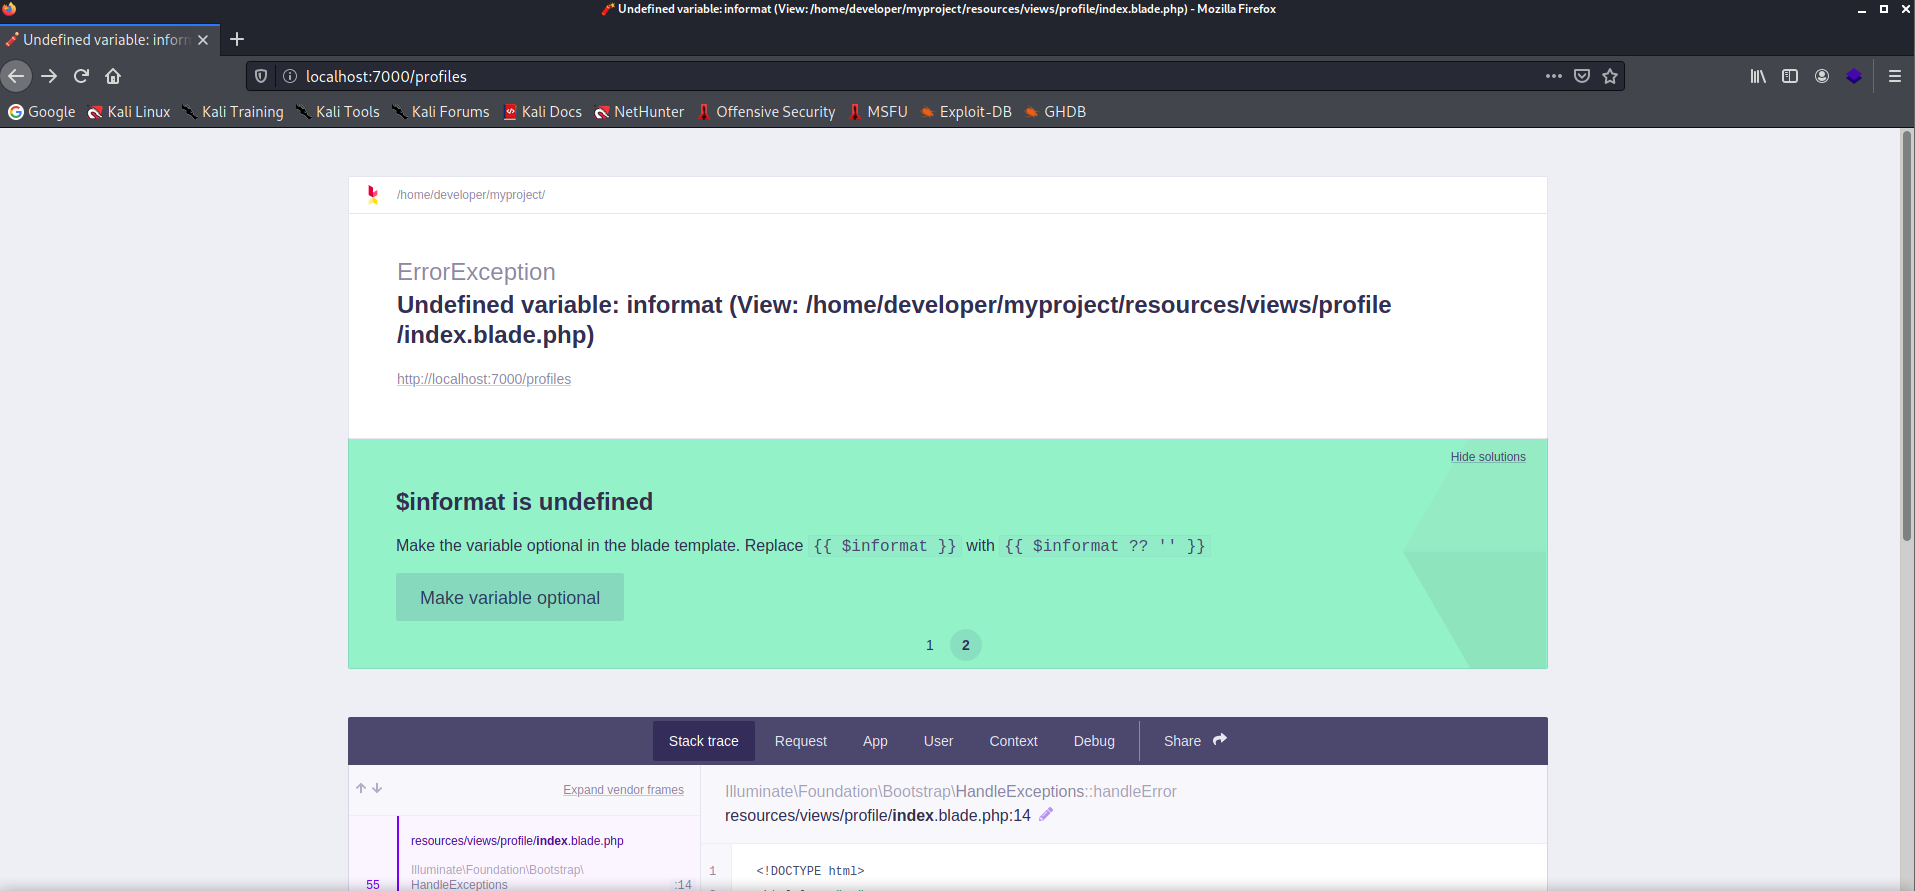 Undefined variable: informat (View: /home/developer/myproject/resources/views/profile/index.blade.php) - Mozilla Firefox
Undefined variable: inform
localhost:7000/profiles
Google Kali Linux Kali Training Kali Tools Kali Forums Kali Docs NetHunter Offensive Security MSFU Exploit-DB GHDB
/home/developer/myproject/
ErrorException
Undefined variable: informat (View: /home/developer/myproject/resources/views/profile
/index.blade.php)
http://localhost:7000/profiles
Hide solutions
$informat is undefined
Make the variable optional in the blade template. Replace {{ $informat }} with {{ $informat ?? '' }}
Make variable optional
1 2
Stack trace Request App User Context Debug Share
Expand vendor frames
Illuminate\Foundation\Bootstrap\HandleExceptions::handleError
resources/views/profile/index.blade.php:14
resources/views/profile/index.blade.php
Illuminate\Foundation\Bootstrap\
55 HandleExceptions :14
1 <!DOCTYPE html>